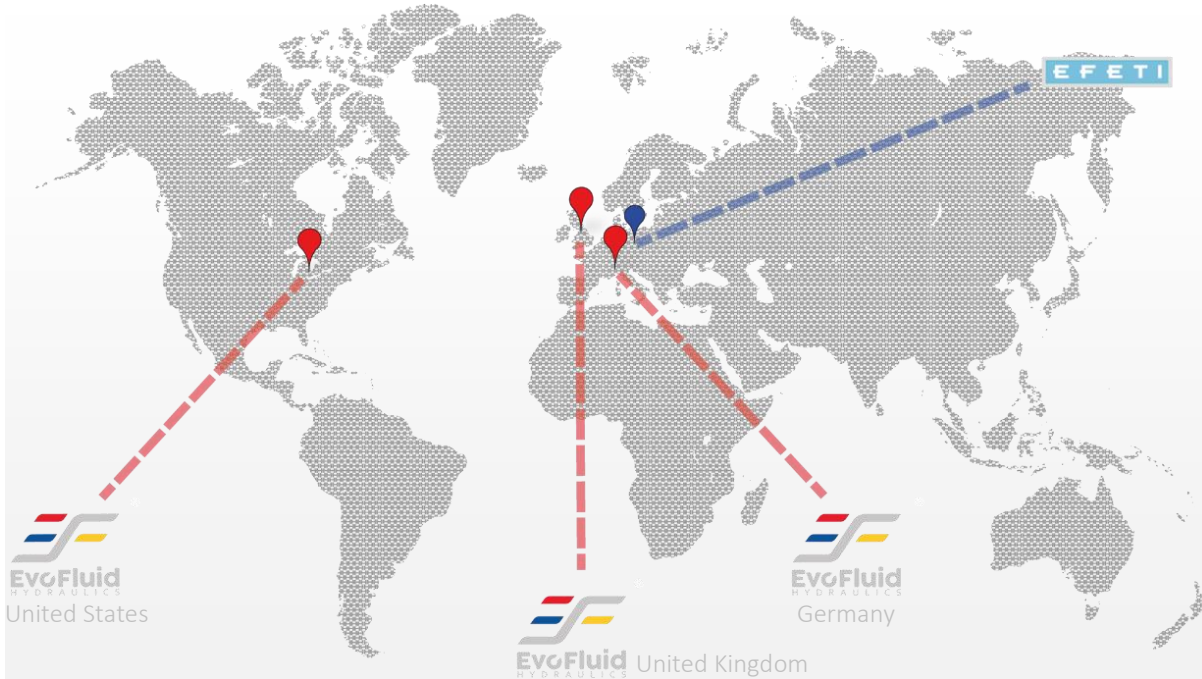 EFETI
EvoFluid
HYDRAULICS
United States
EvoFluid
HYDRAULICS
Germany
EvoFluid
HYDRAULICS
United Kingdom